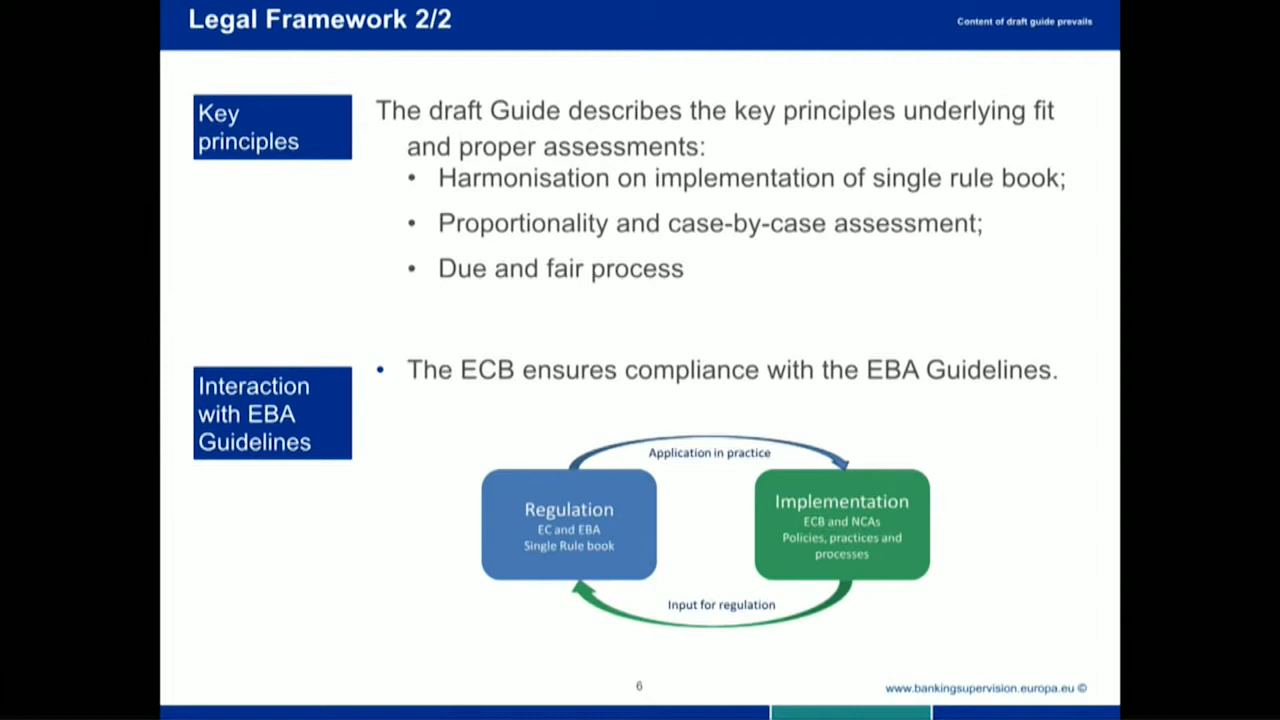 Legal Framework 2/2
Content of draft guide prevails
Key
principles
The draft Guide describes the key principles underlying fit
and proper assessments:
• Harmonisation on implementation of single rule book;
• Proportionality and case-by-case assessment;
• Due and fair process
Interaction
with EBA
Guidelines
• The ECB ensures compliance with the EBA Guidelines.
Application in practice
Regulation
EC and EBA
Single Rule book
Implementation
ECB and NCAs
Policies, practices and
processes
Input for regulation
6
www.bankingsupervision.europa.eu ©